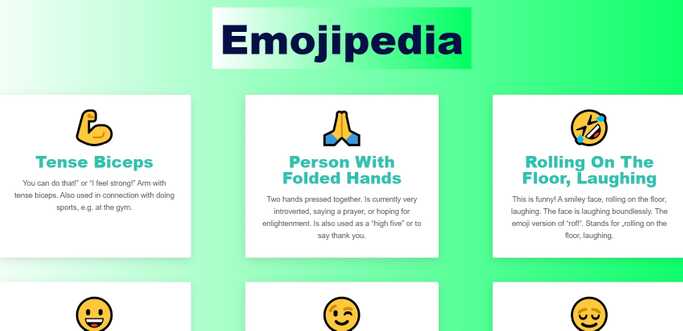 Emojipedia
Tense Biceps
You can do that!” or “I feel strong!” Arm with
tense biceps. Also used in connection with doing
sports, e.g. at the gym.
Person With
Folded Hands
Two hands pressed together. Is currently very
introverted, saying a prayer, or hoping for
enlightenment. Is also used as a “high five” or to
say thank you.
Rolling On The
Floor, Laughing
This is funny! A smiley face, rolling on the floor,
laughing. The face is laughing boundlessly. The
emoji version of “rofl“. Stands for „rolling on the
floor, laughing.